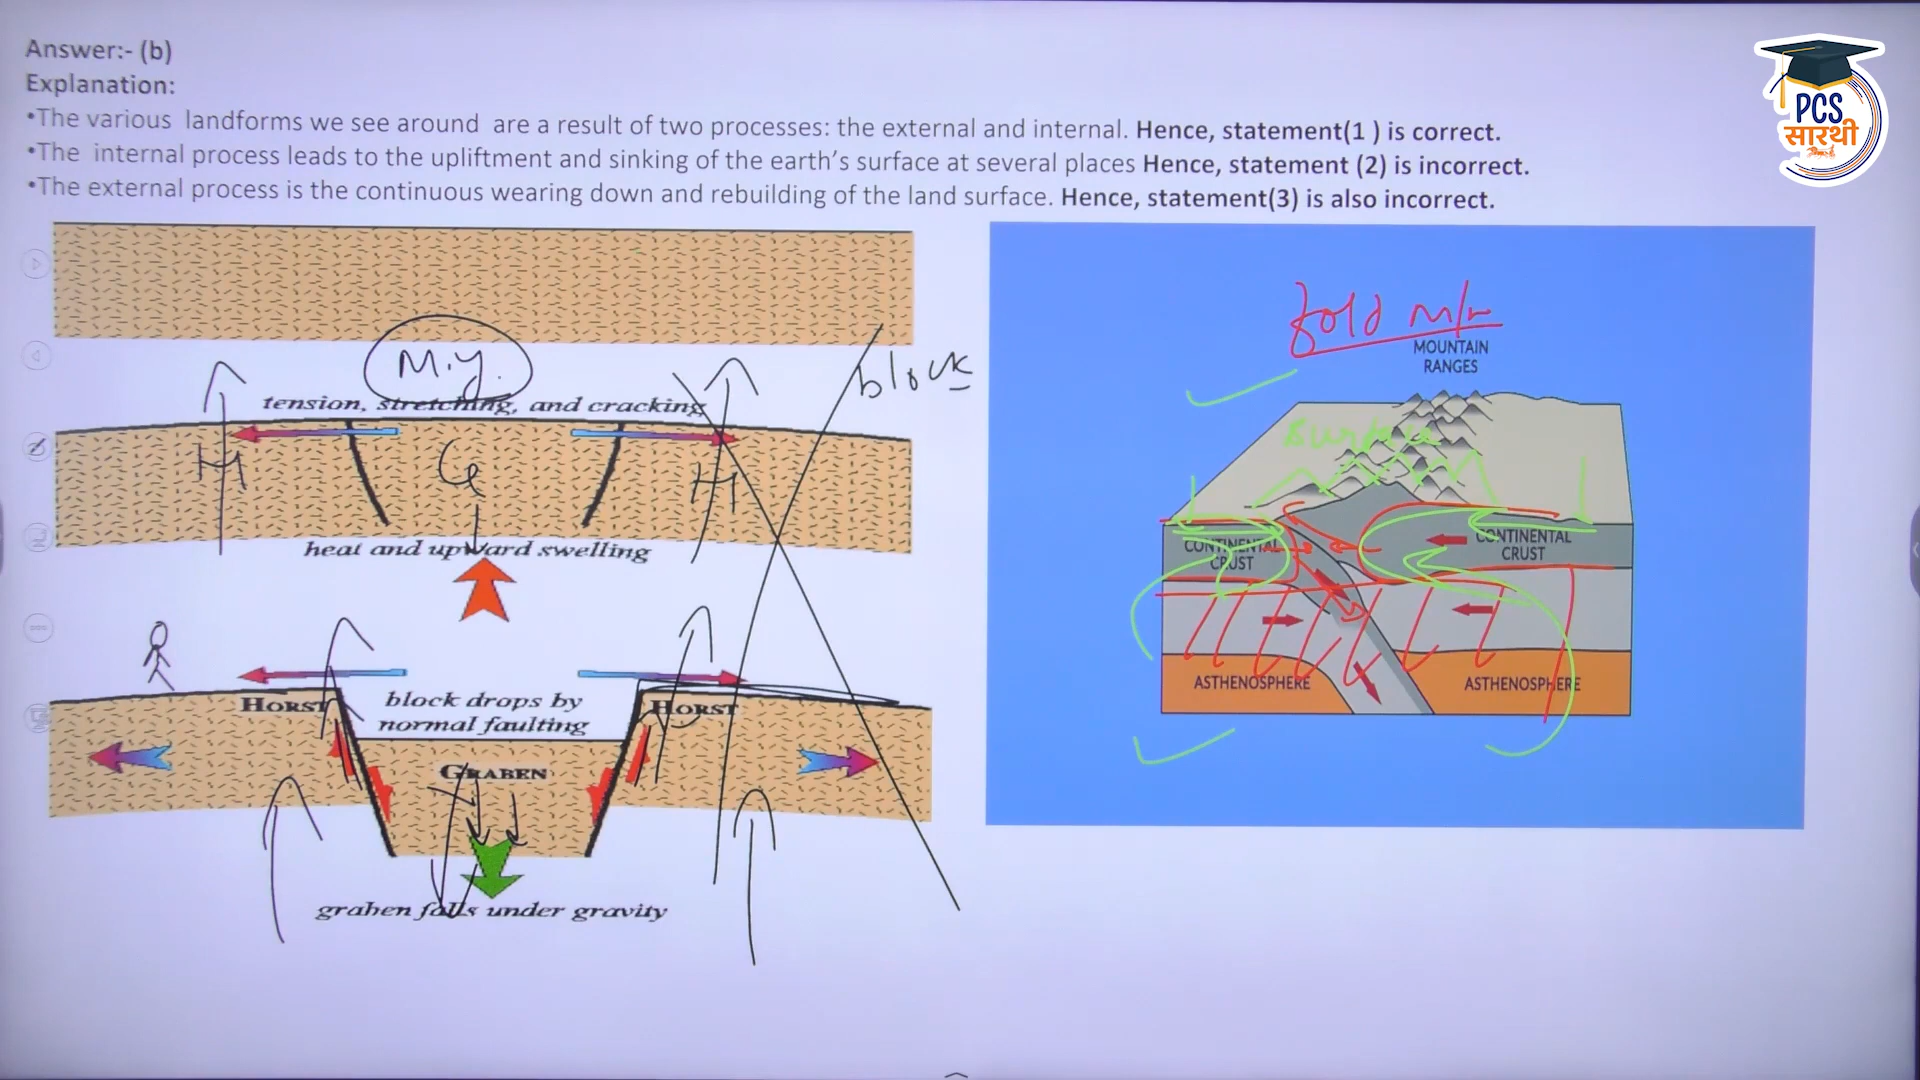 Answer:- (b)
Explanation:
•The various landforms we see around are a result of two processes: the external and internal. Hence, statement(1 ) is correct.
•The internal process leads to the upliftment and sinking of the earth's surface at several places Hence, statement (2) is incorrect.
•The external process is the continuous wearing down and rebuilding of the land surface. Hence, statement(3) is also incorrect.
PCS
सारथी
M.Y.
block
tension, stretching, and cracking
H
G
H
heat and upward swelling
HORST
block drops by
normal faulting
HORST
GRABEN
graben falls under gravity
fold m/r
MOUNTAIN
RANGES
Surface
CONTINENTAL
CRUST
CONTINENTAL
CRUST
ASTHENOSPHERE
ASTHENOSPHERE